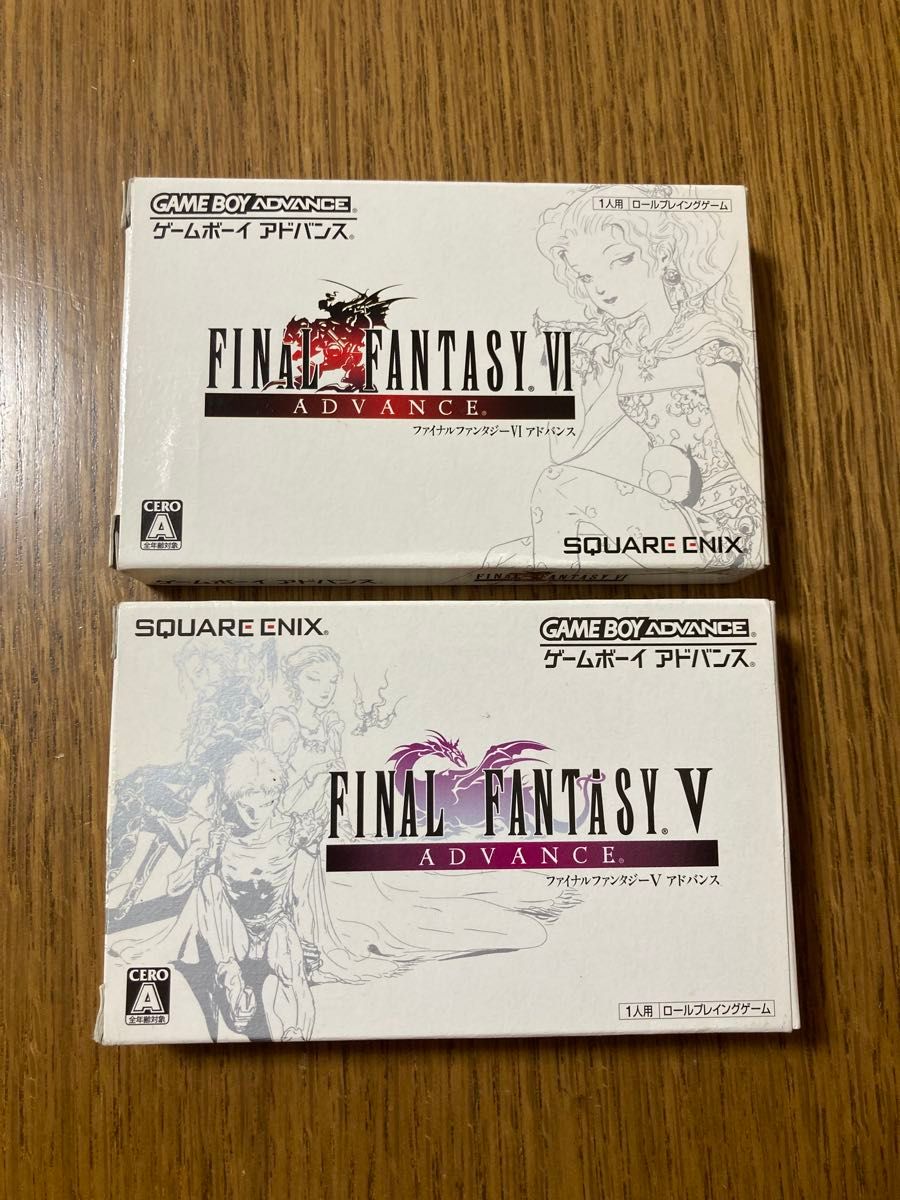 GAME BOY ADVANCE®
ゲームボーイ アドバンス®
1人用 ロールプレイングゲーム
FINAL FANTASY® VI
ADVANCE®
ファイナルファンタジーVI アドバンス
CERO
A
全年齢対象
SQUARE ENIX®
ゲームボーイ アドバンス
FINAL FANTASY VI
SQUARE ENIX®
GAME BOY ADVANCE®
ゲームボーイ アドバンス®
FINAL FANTASY® V
ADVANCE®
ファイナルファンタジーV アドバンス
CERO
A
全年齢対象
1人用 ロールプレイングゲーム